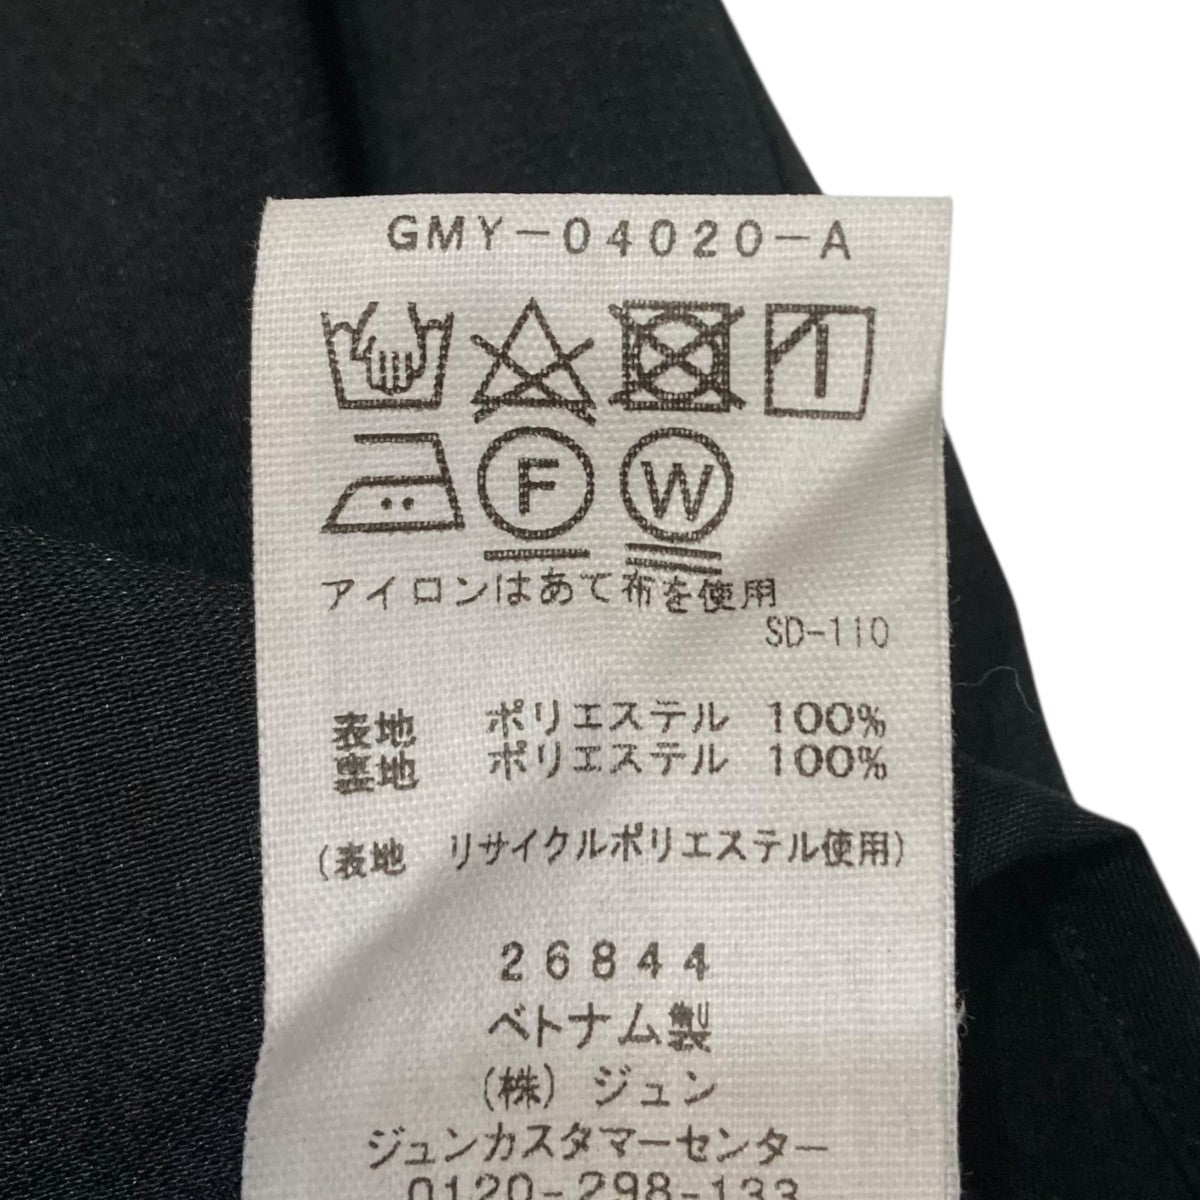 GMY-04020-A
F W
アイロンはあて布を使用
SD-110
表地 ポリエステル 100%
裏地 ポリエステル 100%
(表地 リサイクルポリエステル使用)
26844
ベトナム製
(株) ジュン
ジュンカスタマーセンター
0120-298-133